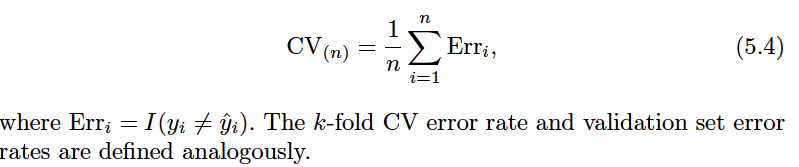 CV(n) = 1/n ∑_{i=1}^{n} Err_i, (5.4)
where Err_i = I(y_i ≠ ŷ_i). The k-fold CV error rate and validation set error
rates are defined analogously.